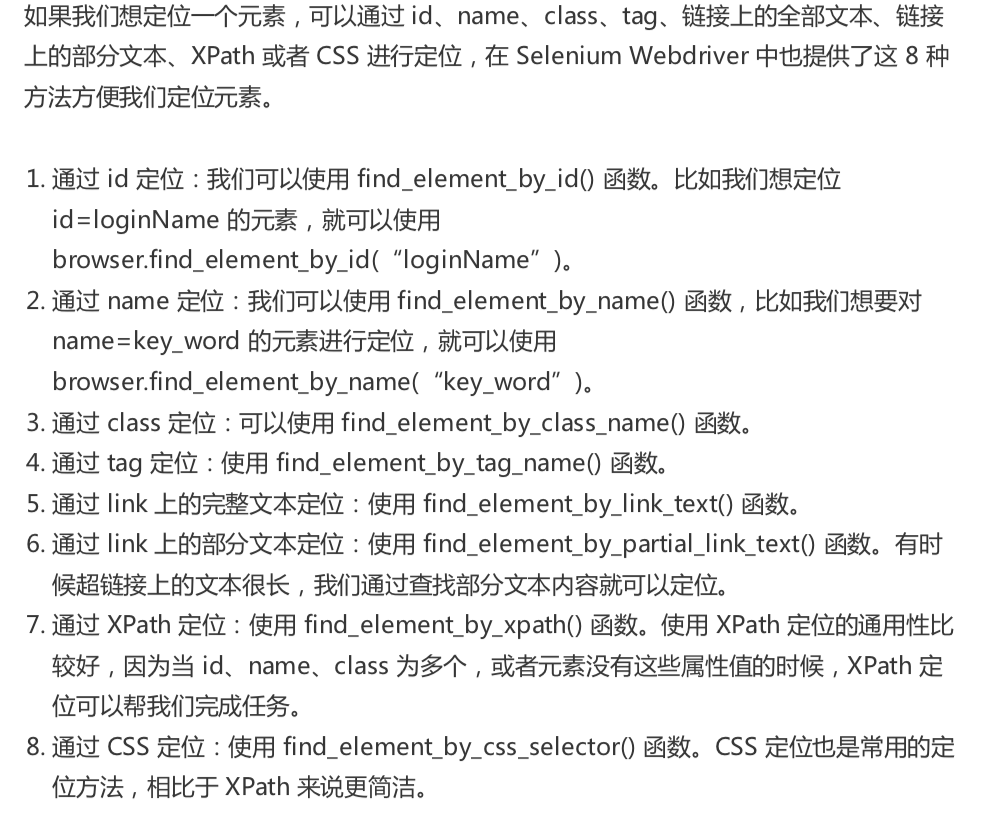 如果我们想定位一个元素，可以通过 id、name、class、tag、链接上的全部文本、链接
上的部分文本、XPath 或者 CSS 进行定位，在 Selenium Webdriver 中也提供了这 8 种
方法方便我们定位元素。
1. 通过 id 定位：我们可以使用 find_element_by_id() 函数。比如我们想定位
id=loginName 的元素，就可以使用
browser.find_element_by_id(“loginName”)。
2. 通过 name 定位：我们可以使用 find_element_by_name() 函数，比如我们想要对
name=key_word 的元素进行定位，就可以使用
browser.find_element_by_name(“key_word”)。
3. 通过 class 定位：可以使用 find_element_by_class_name() 函数。
4. 通过 tag 定位：使用 find_element_by_tag_name() 函数。
5. 通过 link 上的完整文本定位：使用 find_element_by_link_text() 函数。
6. 通过 link 上的部分文本定位：使用 find_element_by_partial_link_text() 函数。有时
候超链接上的文本很长，我们通过查找部分文本内容就可以定位。
7. 通过 XPath 定位：使用 find_element_by_xpath() 函数。使用 XPath 定位的通用性比
较好，因为当 id、name、class 为多个，或者元素没有这些属性值的时候，XPath 定
位可以帮我们完成任务。
8. 通过 CSS 定位：使用 find_element_by_css_selector() 函数。CSS 定位也是常用的定
位方法，相比于 XPath 来说更简洁。